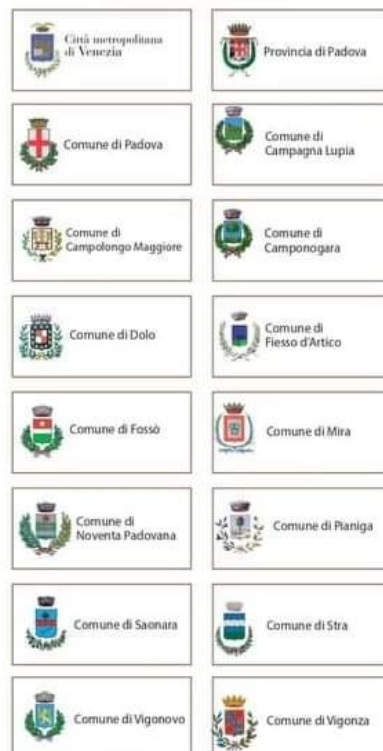 Città metropolitana
di Venezia
Provincia di Padova
Comune di Padova
Comune di
Campagna Lupia
Comune di
Campolongo Maggiore
Comune di
Camponogara
Comune di Dolo
Comune di
Fiesso d'Artico
Comune di Fossò
Comune di Mira
Comune di
Noventa Padovana
Comune di Pianiga
Comune di Saonara
Comune di Stra
Comune di Vigonovo
Comune di Vigonza